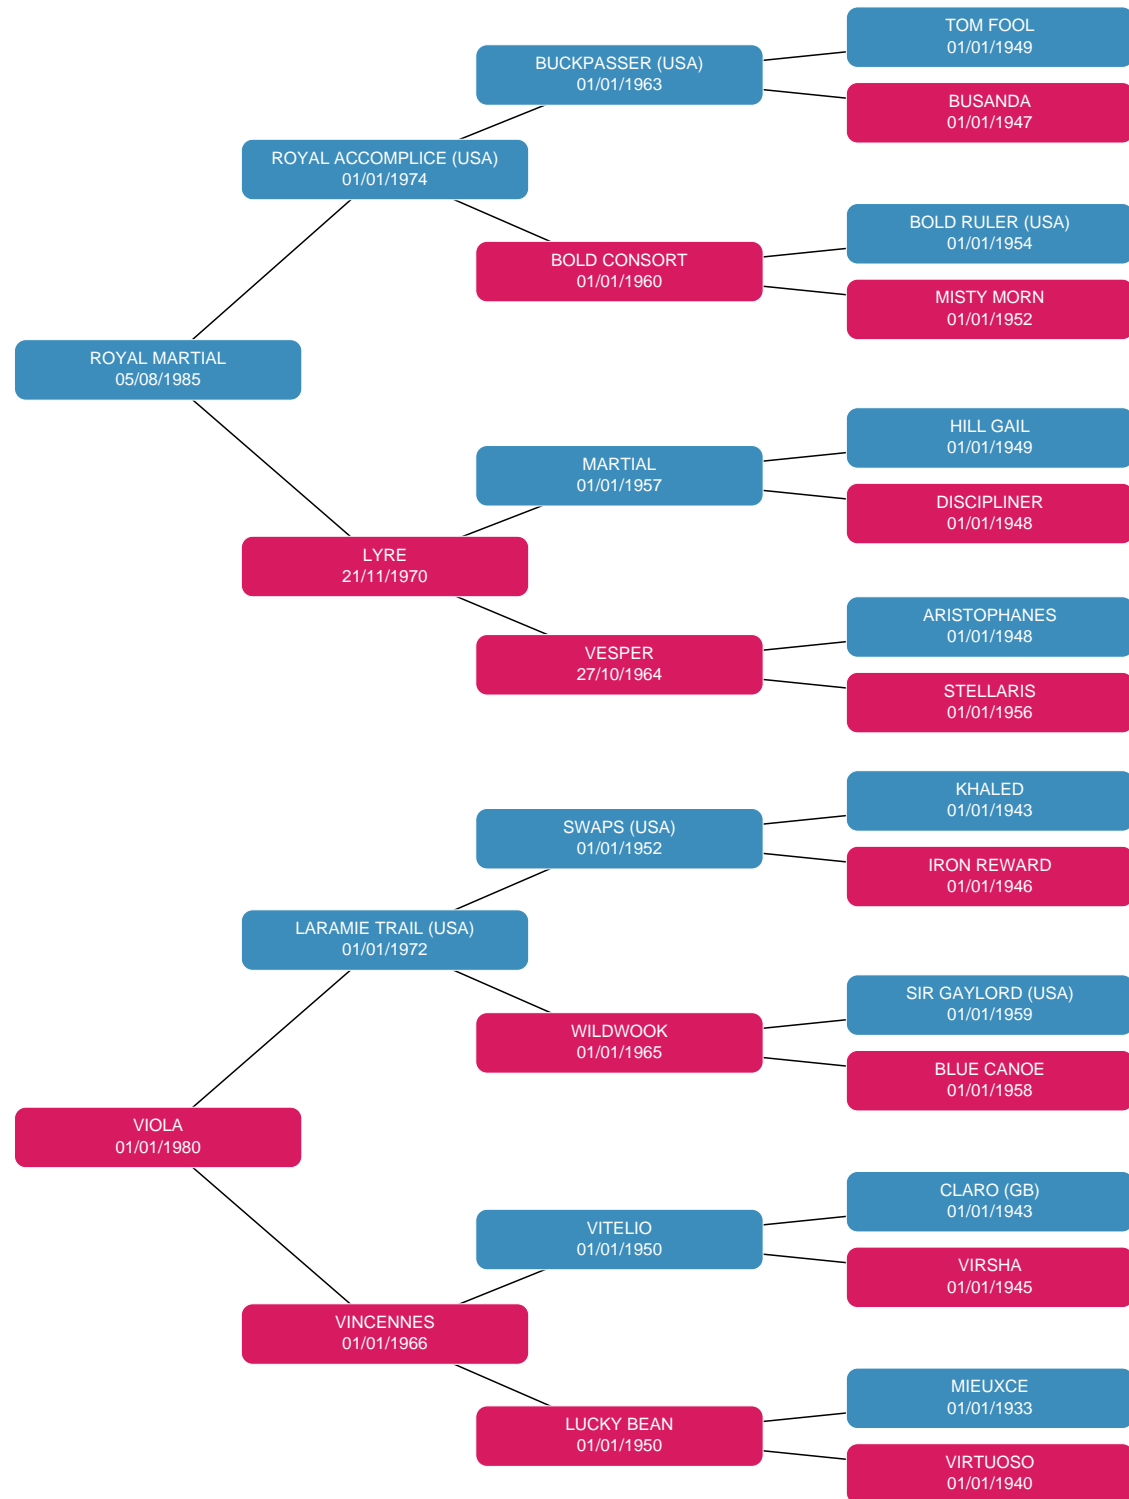 TOM FOOL
01/01/1949
BUCKPASSER (USA)
01/01/1963
BUSANDA
01/01/1947
ROYAL ACCOMPLICE (USA)
01/01/1974
BOLD RULER (USA)
01/01/1954
BOLD CONSORT
01/01/1960
MISTY MORN
01/01/1952
ROYAL MARTIAL
05/08/1985
HILL GAIL
01/01/1949
MARTIAL
01/01/1957
DISCIPLINER
01/01/1948
LYRE
21/11/1970
ARISTOPHANES
01/01/1948
VESPER
27/10/1964
STELLARIS
01/01/1956
KHALED
01/01/1943
SWAPS (USA)
01/01/1952
IRON REWARD
01/01/1946
LARAMIE TRAIL (USA)
01/01/1972
SIR GAYLORD (USA)
01/01/1959
WILDWOOK
01/01/1965
BLUE CANOE
01/01/1958
VIOLA
01/01/1980
CLARO (GB)
01/01/1943
VITELIO
01/01/1950
VIRSHA
01/01/1945
VINCENNES
01/01/1966
MIEUXCE
01/01/1933
LUCKY BEAN
01/01/1950
VIRTUOSO
01/01/1940